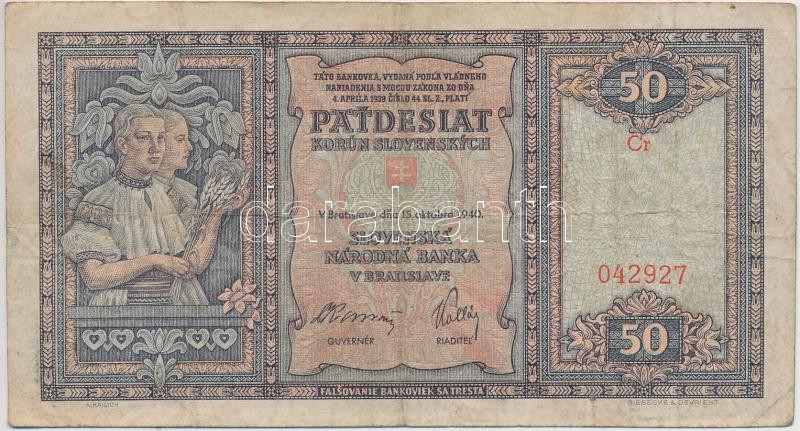 TÁTO BANKOVKA, VYDANÁ PODĽA VLÁDNEHO
NARIADENIA S MOCOU ZÁKONA ZO DŇA
4. APRÍLA 1939 ČÍSLO 44 SL. Z., PLATÍ
PÄŤDESIAT
KORÚN SLOVENSKÝCH
V Bratislave, dňa 15. októbra 1940.
SLOVENSKÁ
NÁRODNÁ BANKA
V BRATISLAVE
GUVERNÉR
RIADITEĽ
FALŠOVANIE BANKOVIEK SA TRESTÁ
50
Cr
042927
50
GIESECKE & DEVRIENT
darabanth